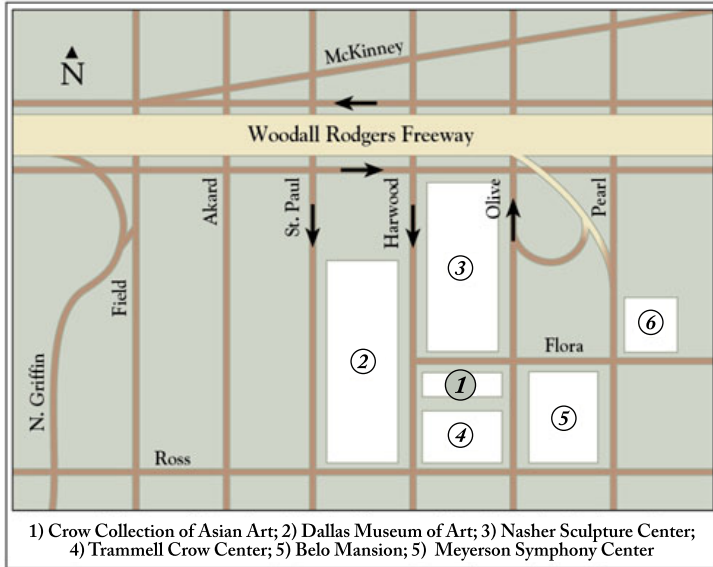 McKinney
N
Woodall Rodgers Freeway
Akard
St. Paul
Harwood
Olive
Pearl
3
Field
6
Flora
2
1
N. Griffin
5
4
Ross
1) Crow Collection of Asian Art; 2) Dallas Museum of Art; 3) Nasher Sculpture Center;
4) Trammell Crow Center; 5) Belo Mansion; 5) Meyerson Symphony Center